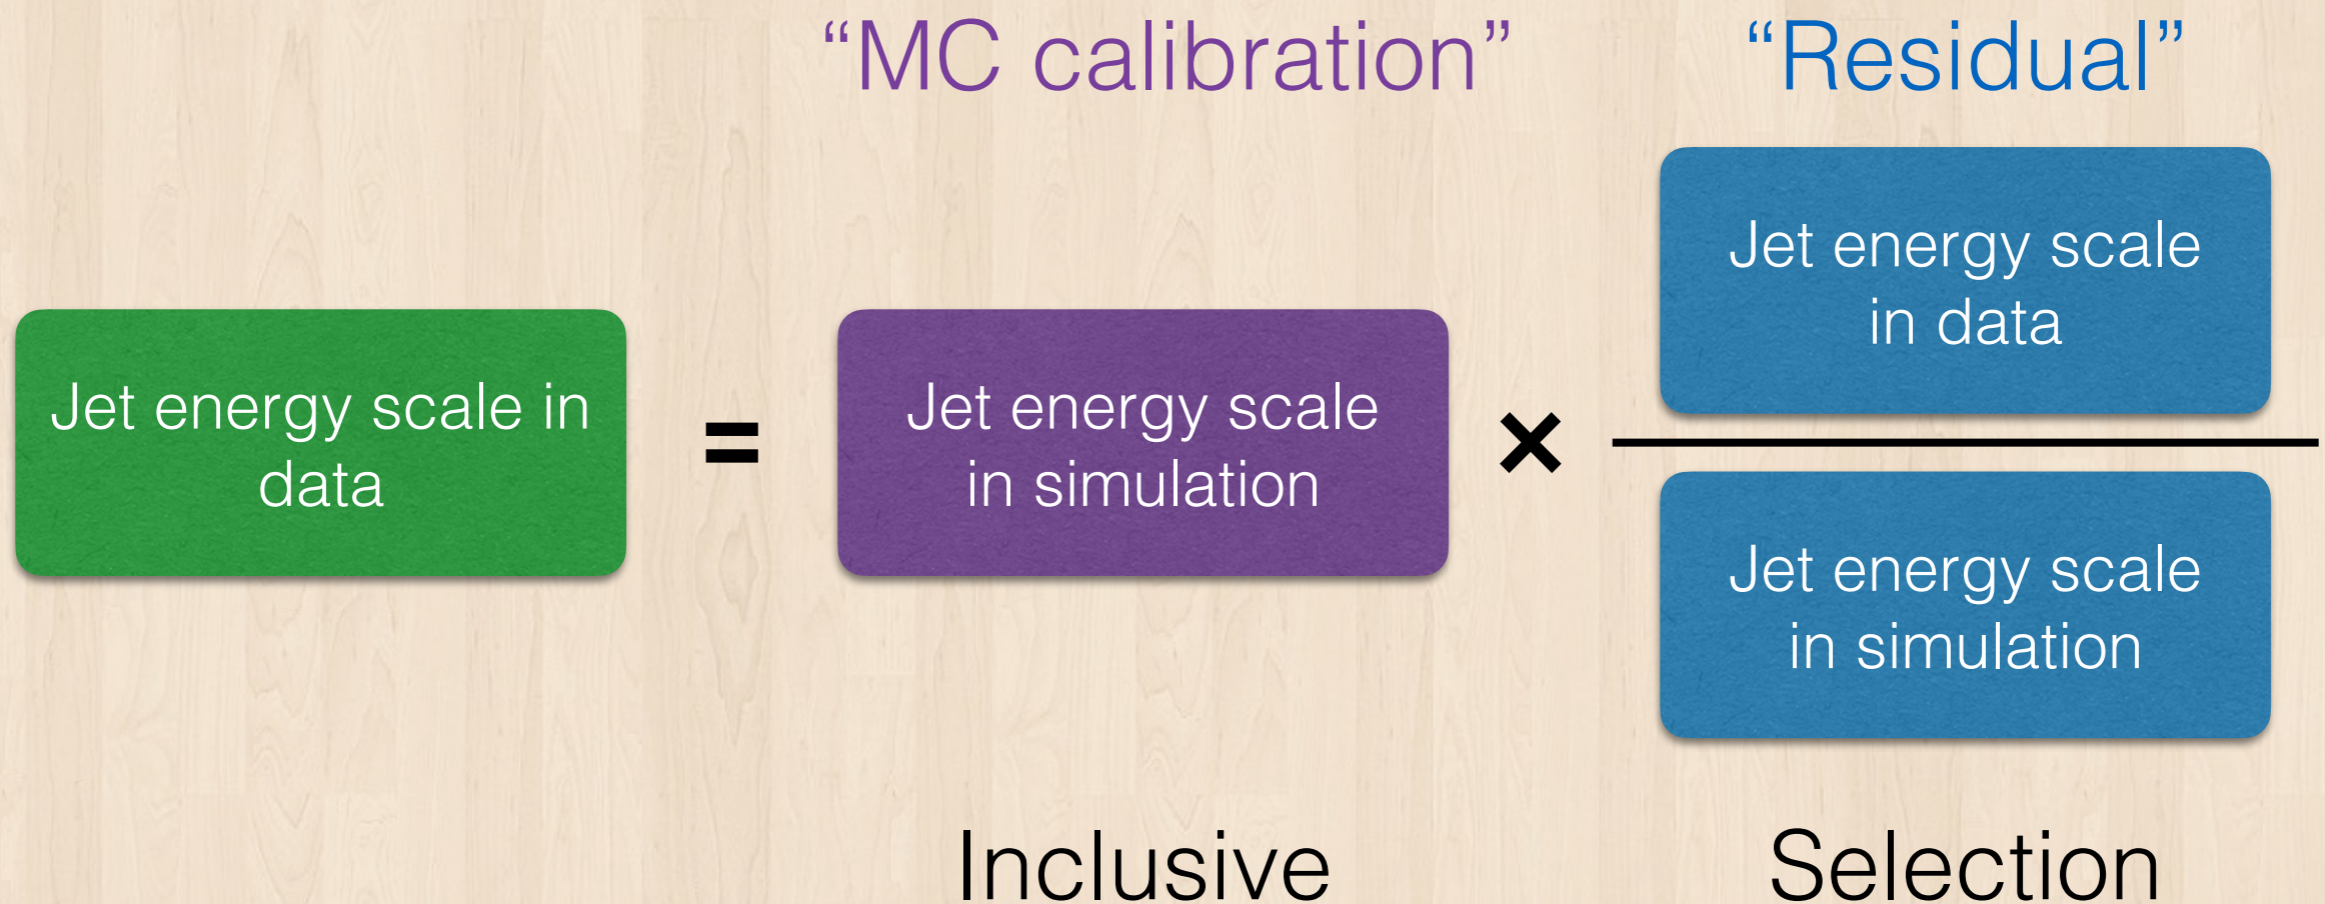 “MC calibration”
“Residual”
Jet energy scale in
data
=
Jet energy scale
in simulation
×
Jet energy scale
in data
Jet energy scale
in simulation
Inclusive
Selection